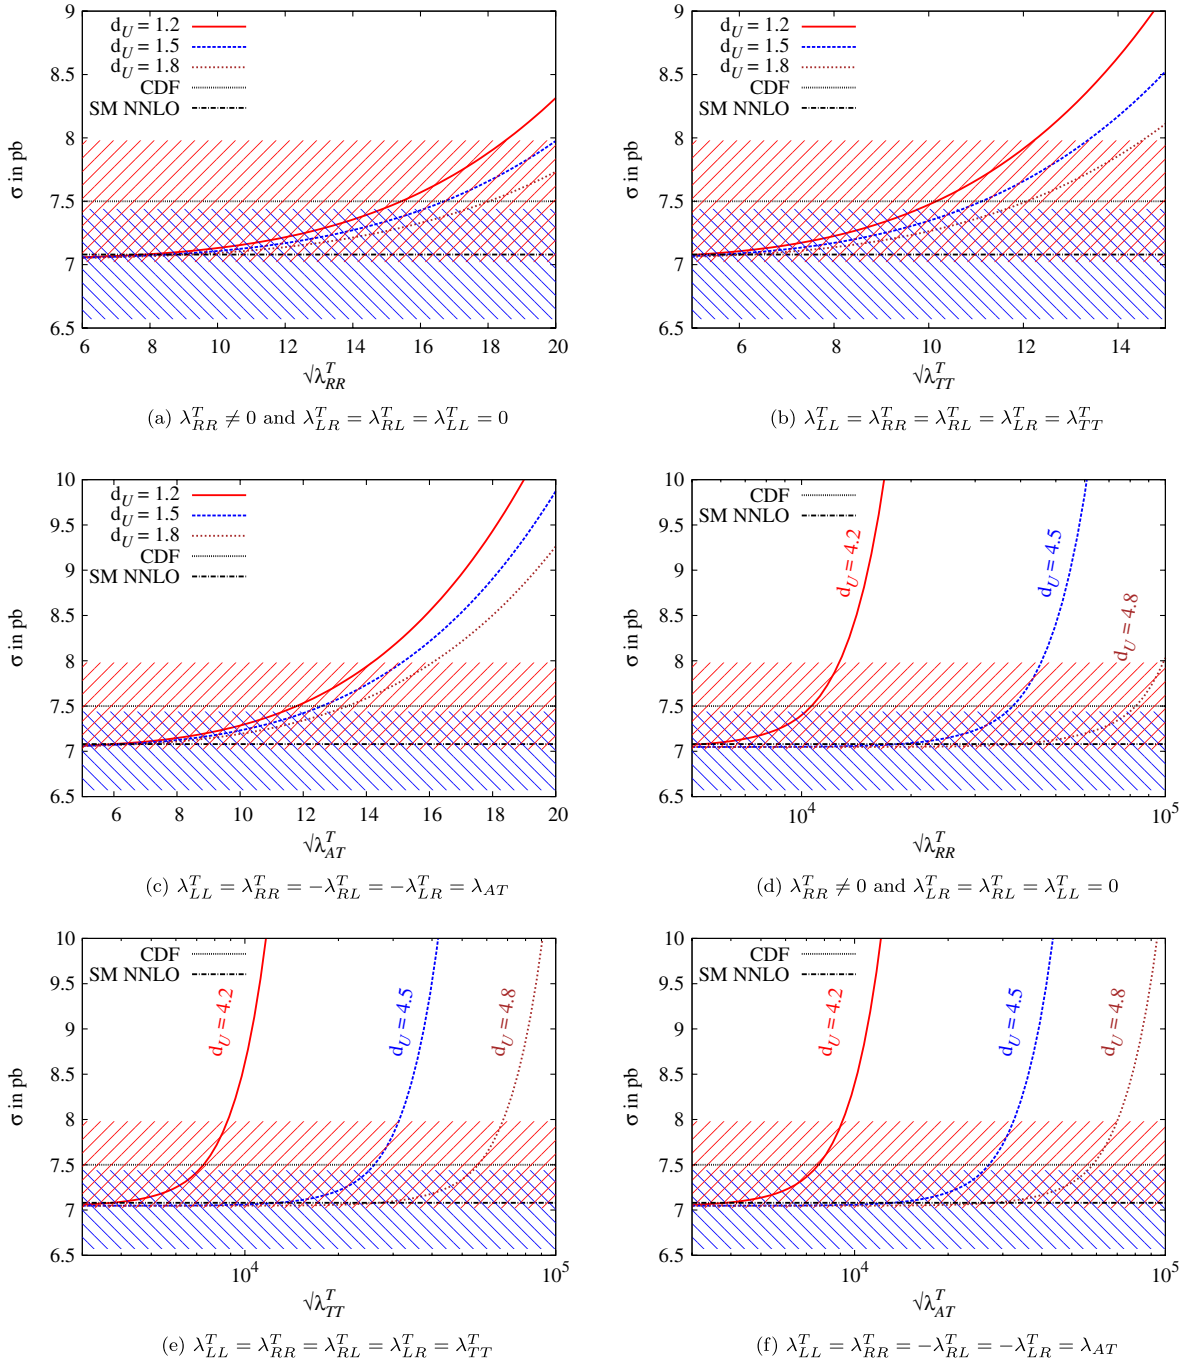 9
8.5
8
7.5
7
6.5
σ in pb
d_U = 1.2
d_U = 1.5
d_U = 1.8
CDF
SM NNLO
6 8 10 12 14 16 18 20
√λ^T_RR
(a) λ^T_RR ≠ 0 and λ^T_LR = λ^T_RL = λ^T_LL = 0
9
8.5
8
7.5
7
6.5
σ in pb
d_U = 1.2
d_U = 1.5
d_U = 1.8
CDF
SM NNLO
6 8 10 12 14
√λ^T_TT
(b) λ^T_LL = λ^T_RR = λ^T_RL = λ^T_LR = λ^T_TT
10
9.5
9
8.5
8
7.5
7
6.5
σ in pb
d_U = 1.2
d_U = 1.5
d_U = 1.8
CDF
SM NNLO
6 8 10 12 14 16 18 20
√λ^T_AT
(c) λ^T_LL = λ^T_RR = −λ^T_RL = −λ^T_LR = λ_AT
10
9.5
9
8.5
8
7.5
7
6.5
σ in pb
CDF
SM NNLO
d_U = 4.2
d_U = 4.5
d_U = 4.8
10^4 10^5
√λ^T_RR
(d) λ^T_RR ≠ 0 and λ^T_LR = λ^T_RL = λ^T_LL = 0
10
9.5
9
8.5
8
7.5
7
6.5
σ in pb
CDF
SM NNLO
d_U = 4.2
d_U = 4.5
d_U = 4.8
10^4 10^5
√λ^T_TT
(e) λ^T_LL = λ^T_RR = λ^T_RL = λ^T_LR = λ^T_TT
10
9.5
9
8.5
8
7.5
7
6.5
σ in pb
CDF
SM NNLO
d_U = 4.2
d_U = 4.5
d_U = 4.8
10^4 10^5
√λ^T_AT
(f) λ^T_LL = λ^T_RR = −λ^T_RL = −λ^T_LR = λ_AT